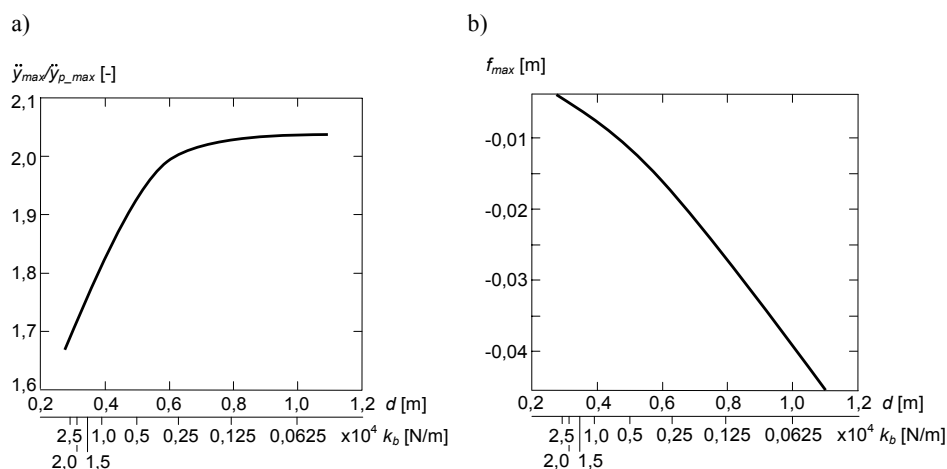 a)
ÿmax/ÿp_max [-]
2,1
2,0
1,9
1,8
1,7
1,6
0,2 0,4 0,6 0,8 1,0 1,2 d [m]
2,5 1,0 0,5 0,25 0,125 0,0625 x10⁴ kb [N/m]
2,0 1,5
b)
fmax [m]
-0,01
-0,02
-0,03
-0,04
0,2 0,4 0,6 0,8 1,0 1,2 d [m]
2,5 1,0 0,5 0,25 0,125 0,0625 x10⁴ kb [N/m]
2,0 1,5